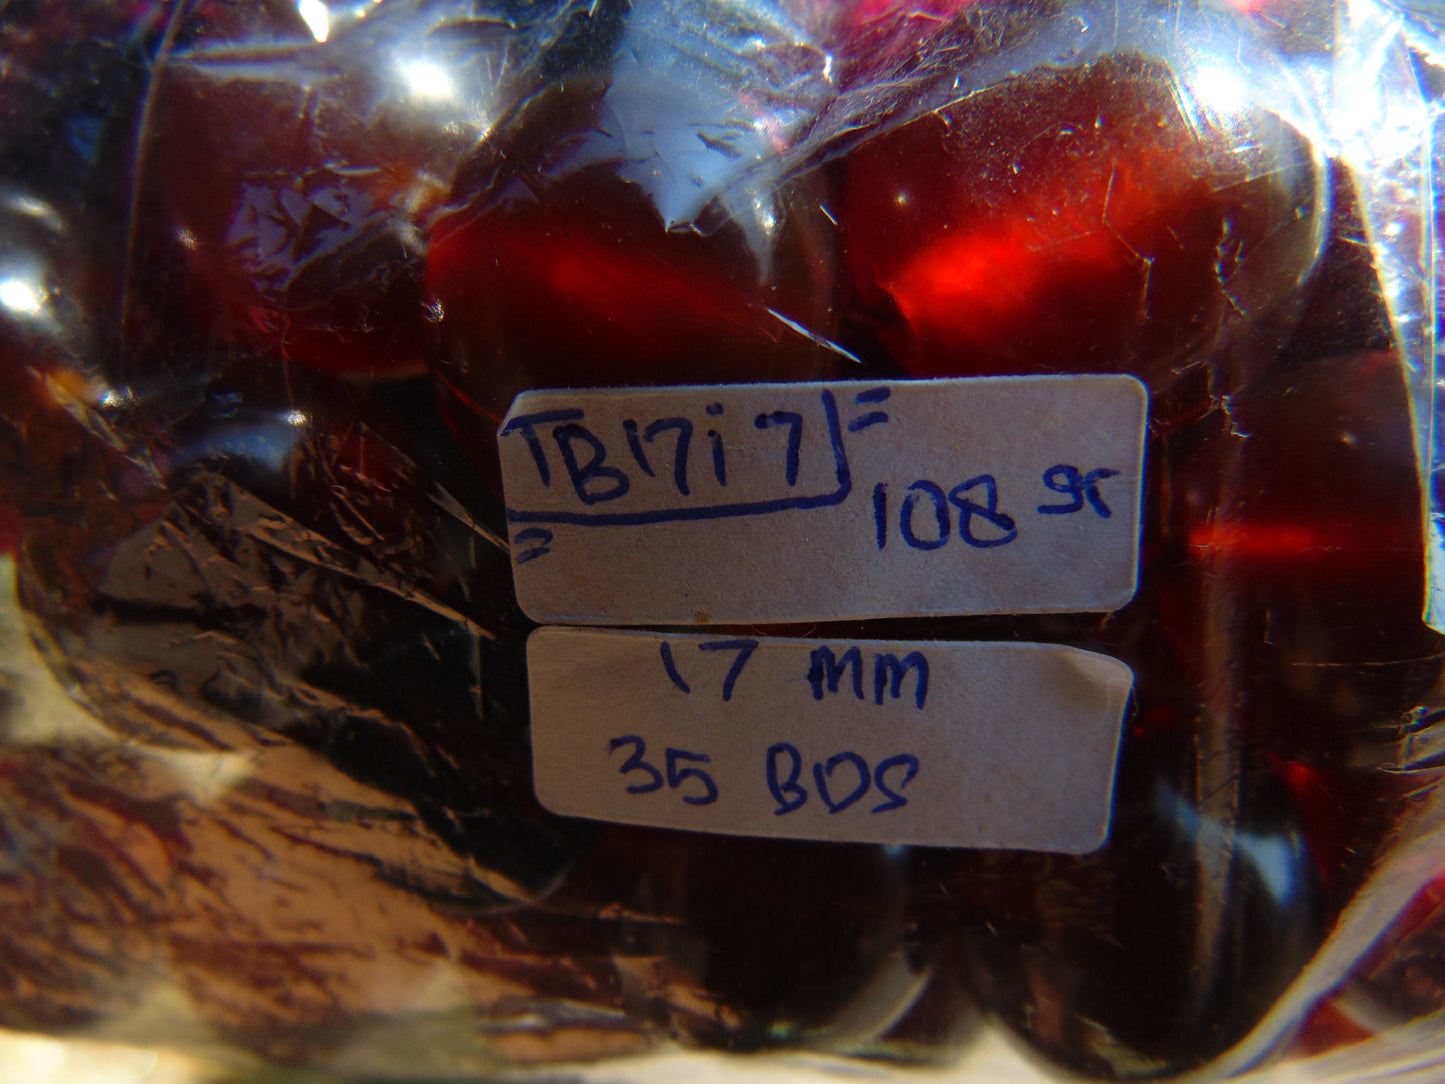 TB17i7 =
= 108 gr
17 mm
35 BDS